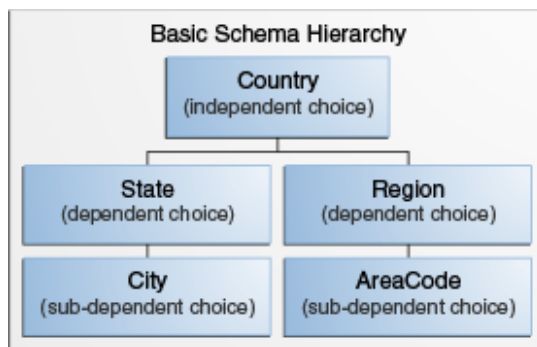 Basic Schema Hierarchy
Country
(independent choice)
State
(dependent choice)
Region
(dependent choice)
City
(sub-dependent choice)
AreaCode
(sub-dependent choice)